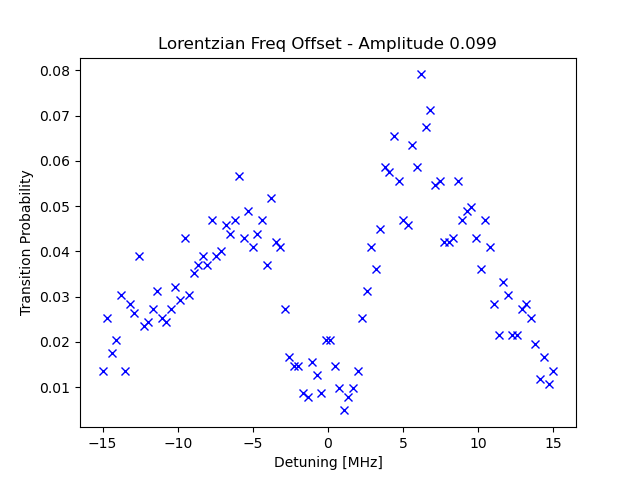 Lorentzian Freq Offset - Amplitude 0.099
0.08
0.07
0.06
0.05
0.04
0.03
0.02
0.01
Transition Probability
−15 −10 −5 0 5 10 15
Detuning [MHz]